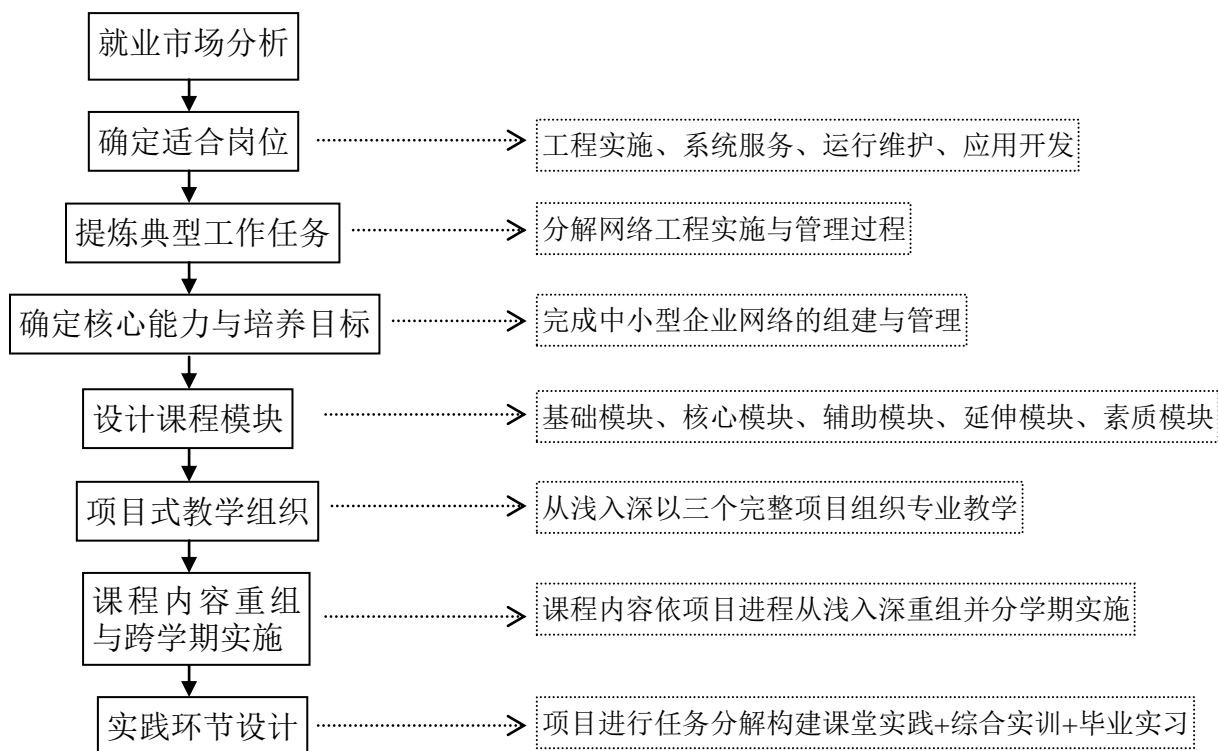 就业市场分析
确定适合岗位
工程实施、系统服务、运行维护、应用开发
提炼典型工作任务
分解网络工程实施与管理过程
确定核心能力与培养目标
完成中小型企业网络的组建与管理
设计课程模块
基础模块、核心模块、辅助模块、延伸模块、素质模块
项目式教学组织
从浅入深以三个完整项目组织专业教学
课程内容重组
与跨学期实施
课程内容依项目进程从浅入深重组并分学期实施
实践环节设计
项目进行任务分解构建课堂实践+综合实训+毕业实习